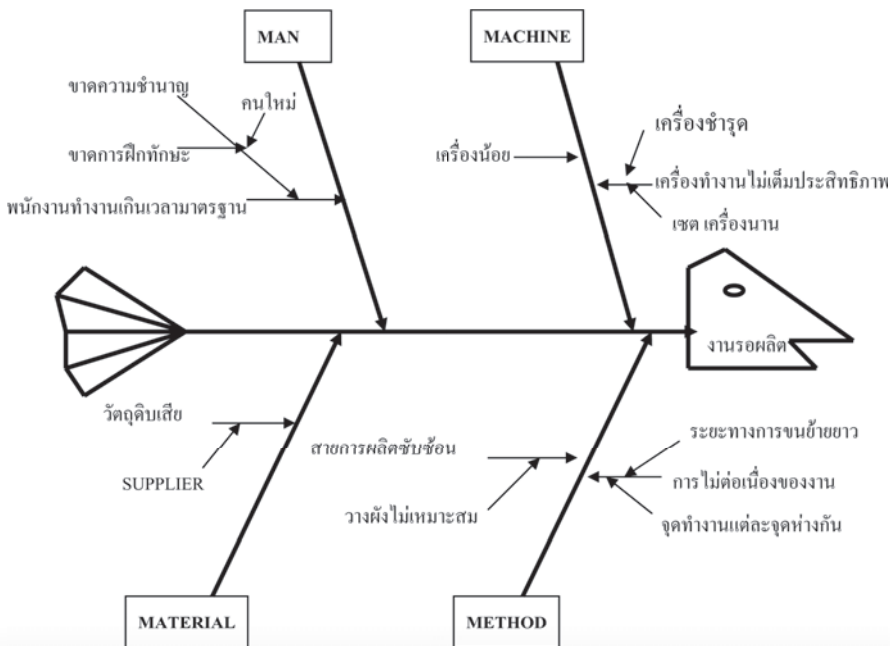 MAN
MACHINE
ขาดความชำนาญ
คนใหม่
ขาดการฝึกทักษะ
พนักงานทำงานเกินเวลามาตรฐาน
เครื่องน้อย
เครื่องชำรุด
เครื่องทำงานไม่เต็มประสิทธิภาพ
เซต เครื่องนาน
งานรอผลิต
วัตถุดิบเสีย
SUPPLIER
สายการผลิตซับซ้อน
วางผังไม่เหมาะสม
ระยะทางการขนย้ายยาว
การไม่ต่อเนื่องของงาน
จุดทำงานแต่ละจุดห่างกัน
MATERIAL
METHOD